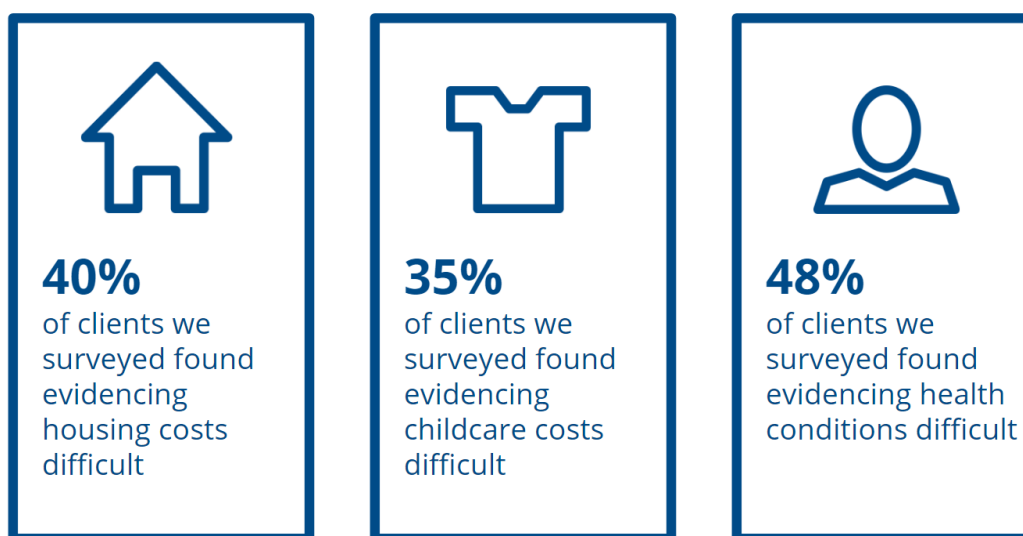 40%
of clients we
surveyed found
evidencing
housing costs
difficult
35%
of clients we
surveyed found
evidencing
childcare costs
difficult
48%
of clients we
surveyed found
evidencing health
conditions difficult